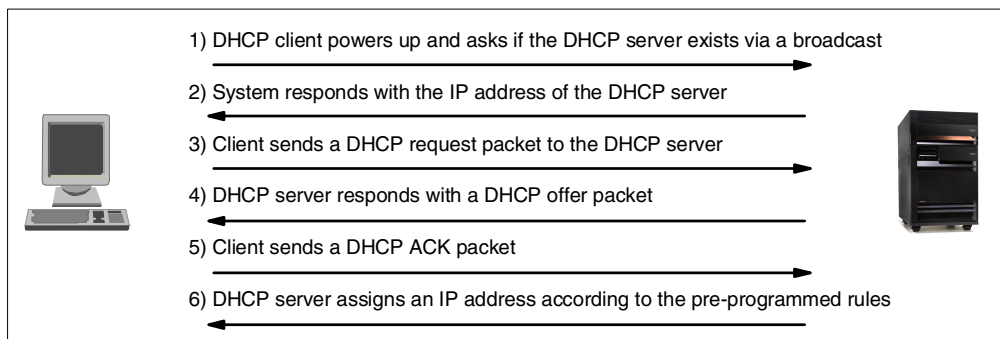 1) DHCP client powers up and asks if the DHCP server exists via a broadcast
2) System responds with the IP address of the DHCP server
3) Client sends a DHCP request packet to the DHCP server
4) DHCP server responds with a DHCP offer packet
5) Client sends a DHCP ACK packet
6) DHCP server assigns an IP address according to the pre-programmed rules